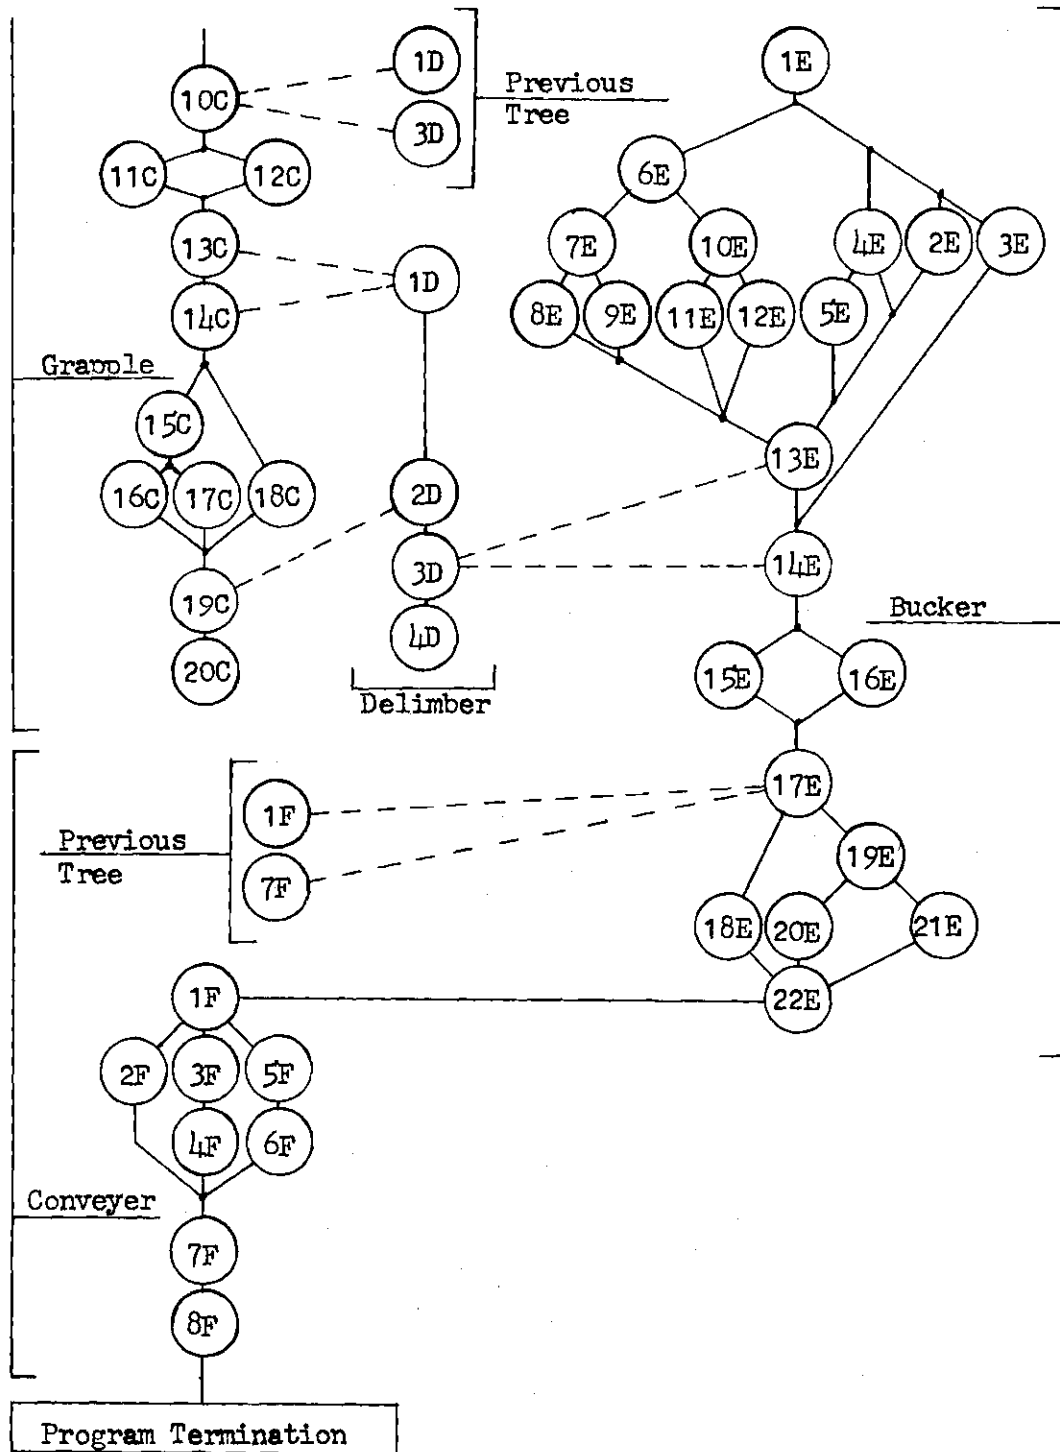 10C
1D
3D
Previous
Tree
1E
11C
12C
6E
13C
7E
10E
4E
2E
3E
14C
1D
8E
9E
11E
12E
5E
Grapple
15C
13E
16C
17C
18C
2D
19C
3D
14E
20C
4D
Bucker
Delimber
15E
16E
17E
1F
Previous
Tree
7F
19E
18E
20E
21E
1F
22E
2F
3F
5F
4F
6F
Conveyer
7F
8F
Program Termination